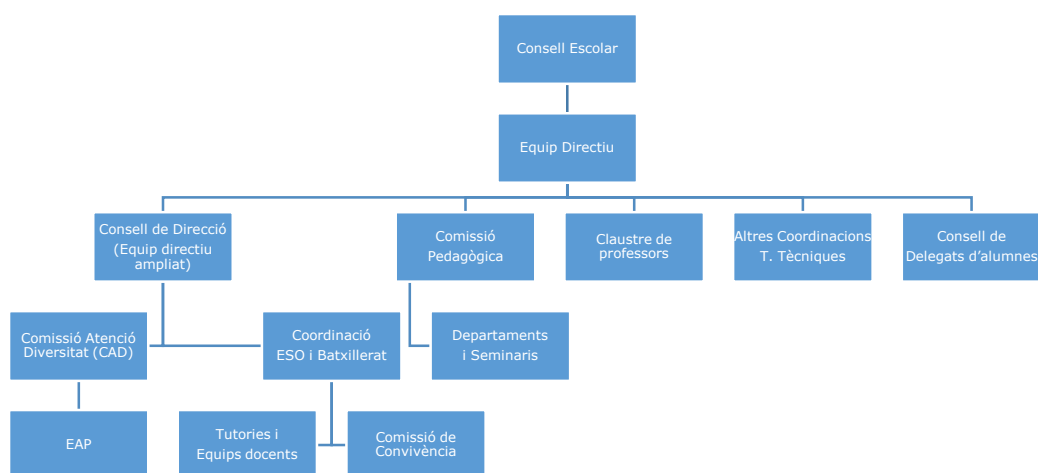 Consell Escolar
Equip Directiu
Consell de Direcció
(Equip directiu
ampliat)
Comissió
Pedagògica
Claustre de
professors
Altres Coordinacions
T. Tècniques
Consell de
Delegats d'alumnes
Comissió Atenció
Diversitat (CAD)
Coordinació
ESO i Batxillerat
Departaments
i Seminaris
EAP
Tutories i
Equips docents
Comissió de
Convivència